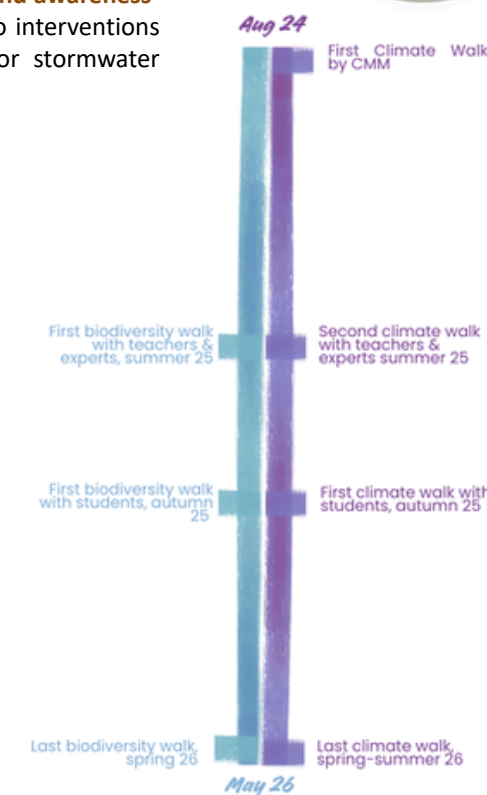 nd awareness
o interventions
or stormwater
Aug 24
First Climate Walk
by CMM
First biodiversity walk
with teachers &
experts, summer 25
Second climate walk
with teachers &
experts summer 25
First biodiversity walk
with students, autumn
25
First climate walk with
students, autumn 25
Last biodiversity walk,
spring 26
Last climate walk,
spring-summer 26
May 26